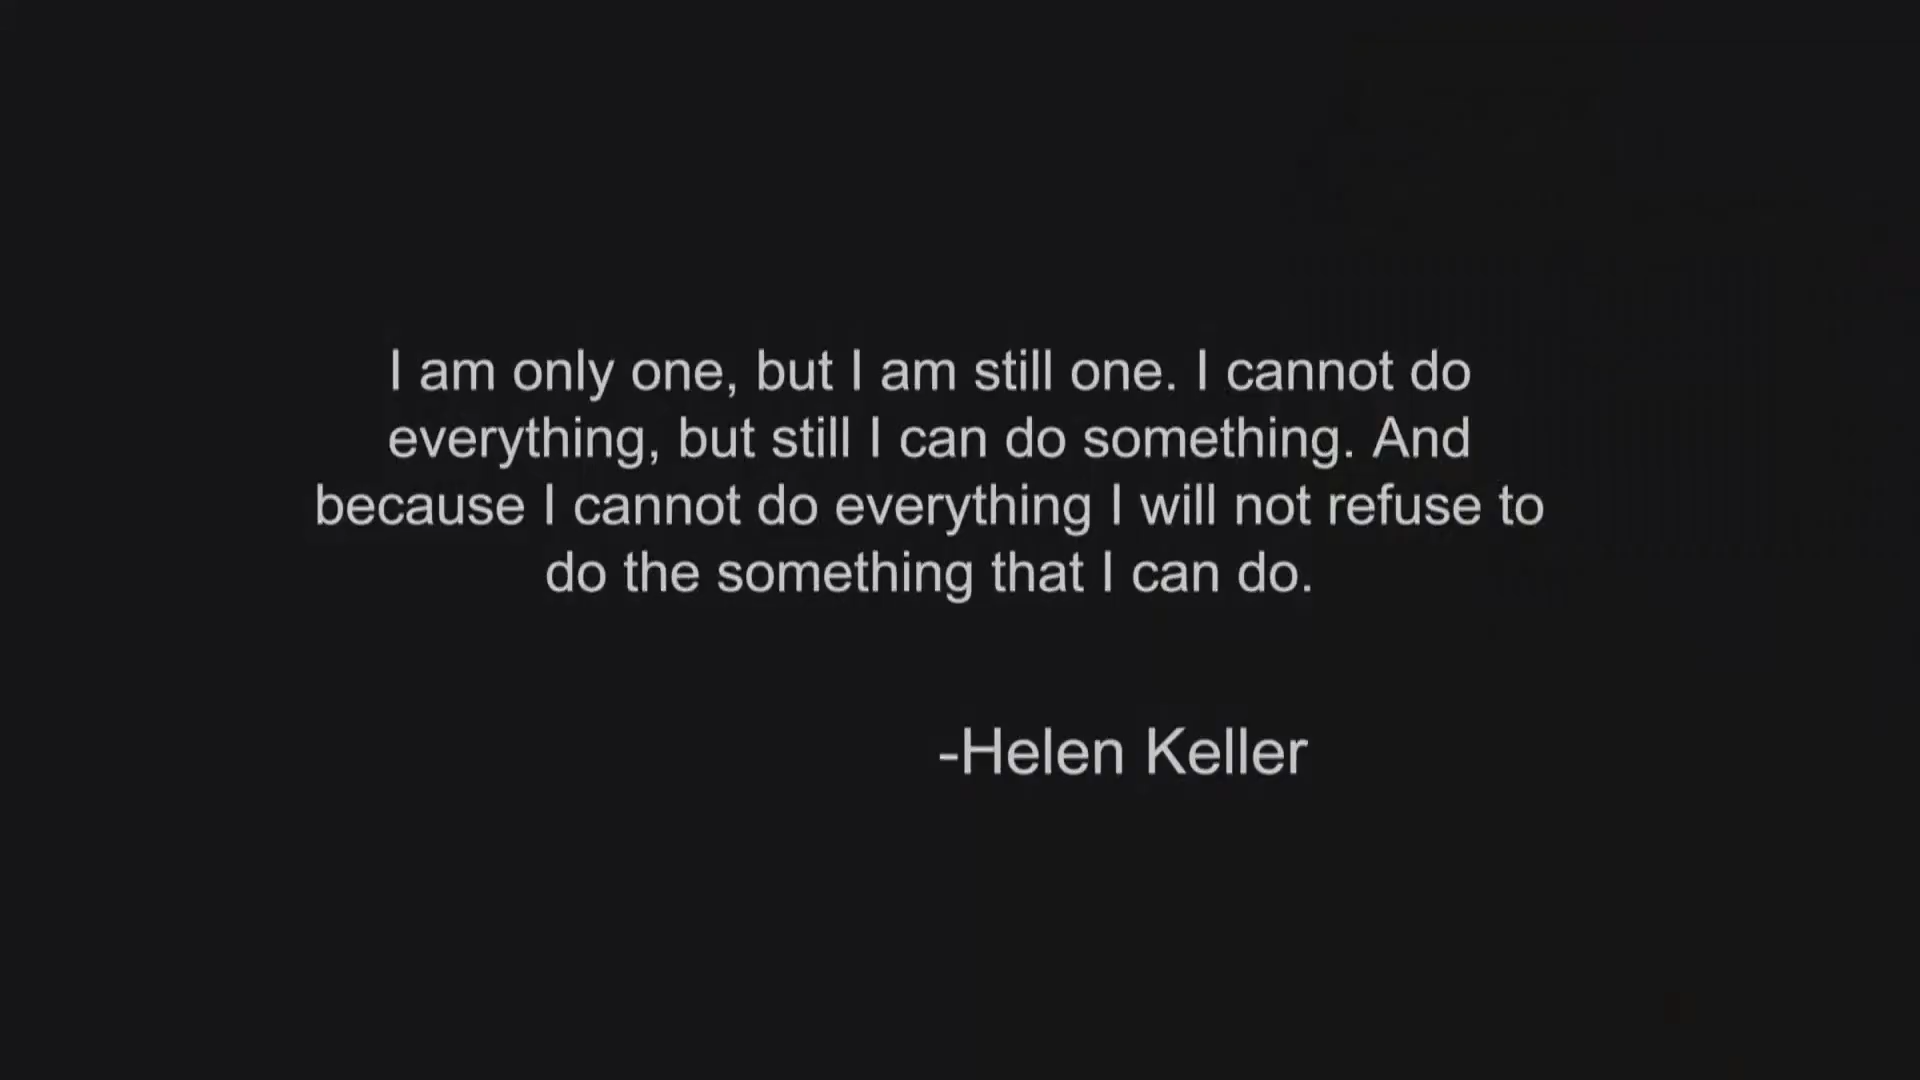 I am only one, but I am still one. I cannot do
everything, but still I can do something. And
because I cannot do everything I will not refuse to
do the something that I can do.
-Helen Keller